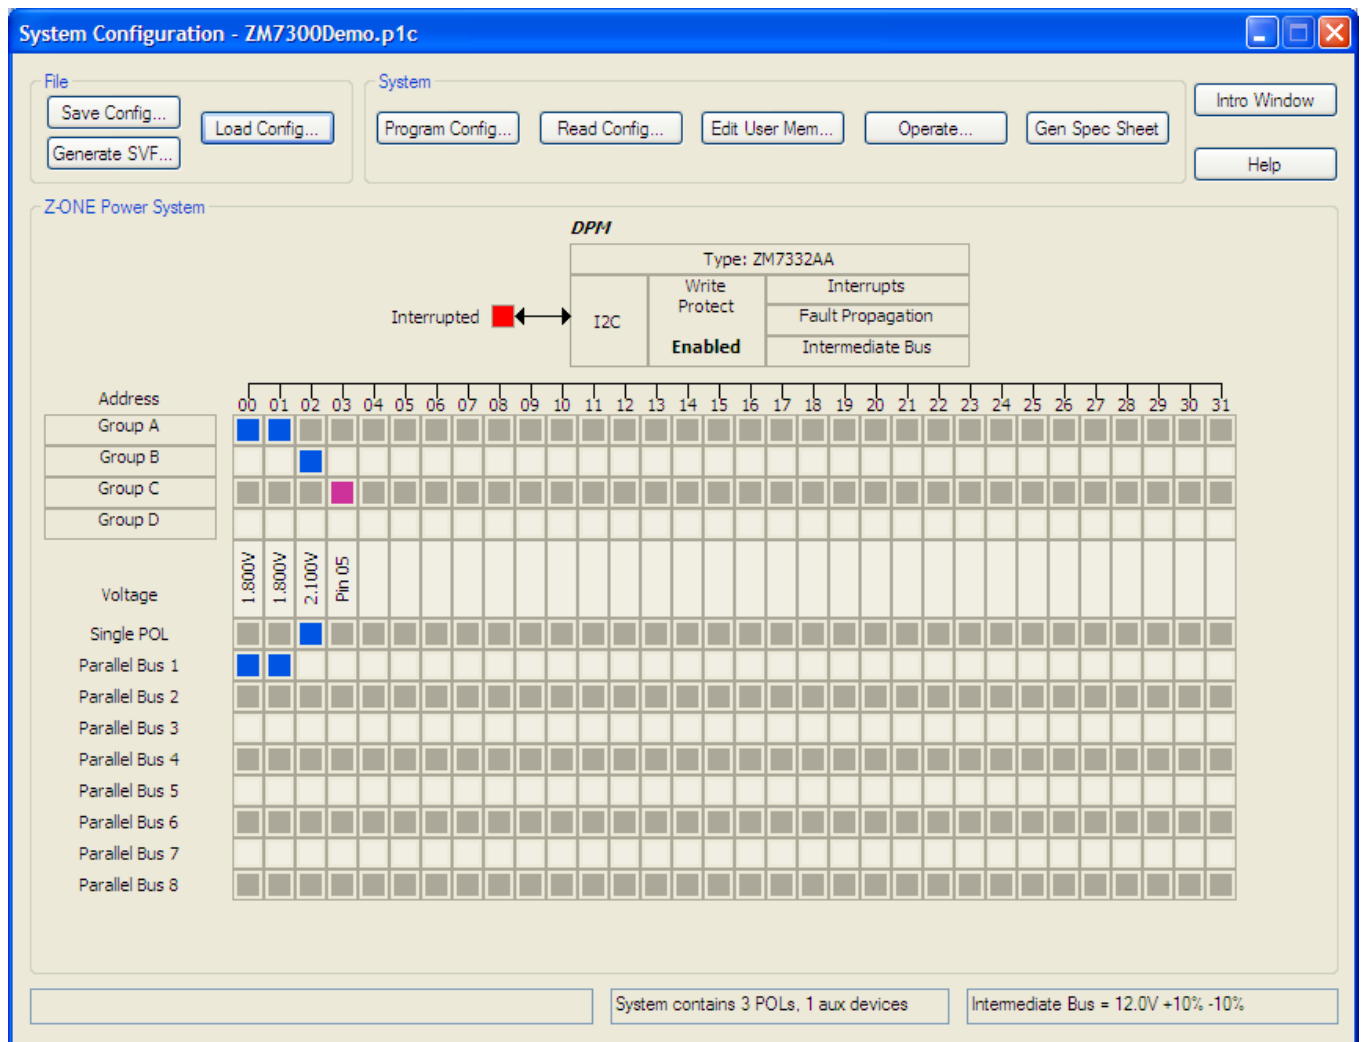 System Configuration - ZM7300Demo.p1c
File
System
Save Config...
Load Config...
Generate SVF...
Program Config...
Read Config...
Edit User Mem...
Operate...
Gen Spec Sheet
Intro Window
Help
Z-ONE Power System
DPM
Type: ZM7332AA
Interrupted
I2C
Write
Protect
Enabled
Interrupts
Fault Propagation
Intermediate Bus
Address 00 01 02 03 04 05 06 07 08 09 10 11 12 13 14 15 16 17 18 19 20 21 22 23 24 25 26 27 28 29 30 31
Group A
Group B
Group C
Group D
Voltage 1.800V 1.800V 2.100V Pin 05
Single POL
Parallel Bus 1
Parallel Bus 2
Parallel Bus 3
Parallel Bus 4
Parallel Bus 5
Parallel Bus 6
Parallel Bus 7
Parallel Bus 8
System contains 3 POLs, 1 aux devices
Intermediate Bus = 12.0V +10% -10%